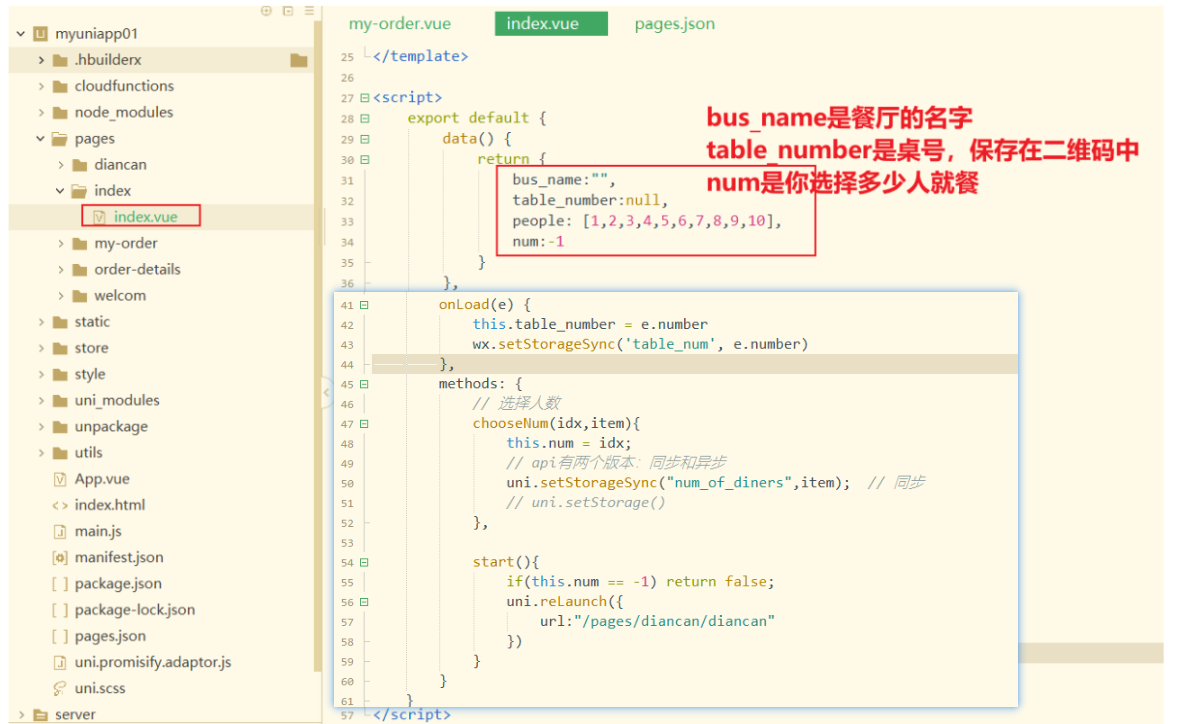 myuniapp01
.hbuilderx
cloudfunctions
node_modules
pages
diancan
index
index.vue
my-order
order-details
welcom
static
store
style
uni_modules
unpackage
utils
App.vue
index.html
main.js
manifest.json
package.json
package-lock.json
pages.json
uni.promisify.adaptor.js
uni.scss
server
my-order.vue index.vue pages.json
25 </template>
26
27 <script>
28 export default {
29 data() {
30 return {
31 bus_name:"",
32 table_number:null,
33 people: [1,2,3,4,5,6,7,8,9,10],
34 num:-1
35 }
36 },
bus_name是餐厅的名字
table_number是桌号，保存在二维码中
num是你选择多少人就餐
41 onLoad(e) {
42 this.table_number = e.number
43 wx.setStorageSync('table_num', e.number)
44 },
45 methods: {
46 // 选择人数
47 chooseNum(idx,item){
48 this.num = idx;
49 // api有两个版本：同步和异步
50 uni.setStorageSync("num_of_diners",item); // 同步
51 // uni.setStorage()
52 },
53
54 start(){
55 if(this.num == -1) return false;
56 uni.reLaunch({
57 url:"/pages/diancan/diancan"
58 })
59 }
60 }
61 }
57 </script>